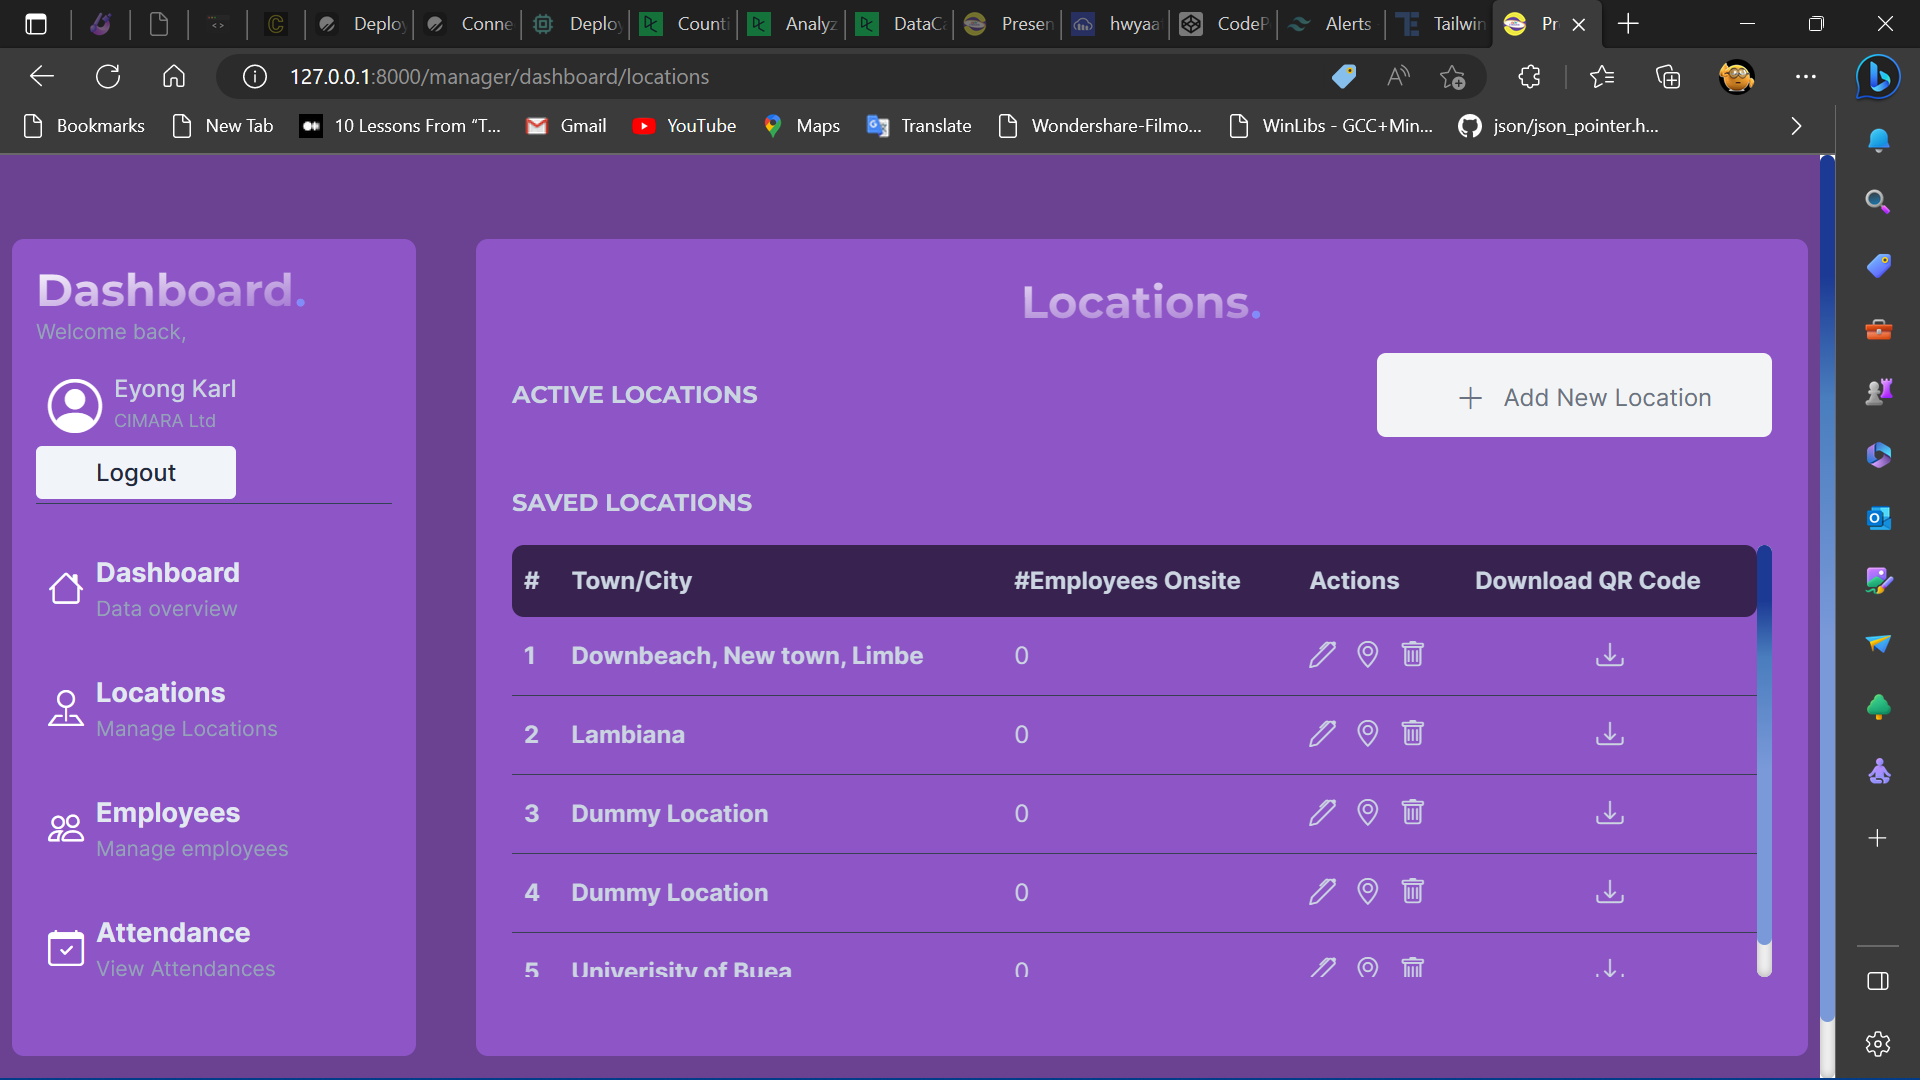 Deploy
Conne
Deploy
Counti
Analyz
DataCa
Presen
hwyaa
CodeP
Alerts
Tailwin
Pr
127.0.0.1:8000/manager/dashboard/locations
Bookmarks
New Tab
10 Lessons From “T...
Gmail
YouTube
Maps
Translate
Wondershare-Filmo...
WinLibs - GCC+Min...
json/json_pointer.h...
Dashboard.
Welcome back,
Eyong Karl
CIMARA Ltd
Logout
Dashboard
Data overview
Locations
Manage Locations
Employees
Manage employees
Attendance
View Attendances
Locations.
ACTIVE LOCATIONS
+ Add New Location
SAVED LOCATIONS
# Town/City #Employees Onsite Actions Download QR Code
1 Downbeach, New town, Limbe 0
2 Lambiana 0
3 Dummy Location 0
4 Dummy Location 0
5 Univerisity of Buea 0